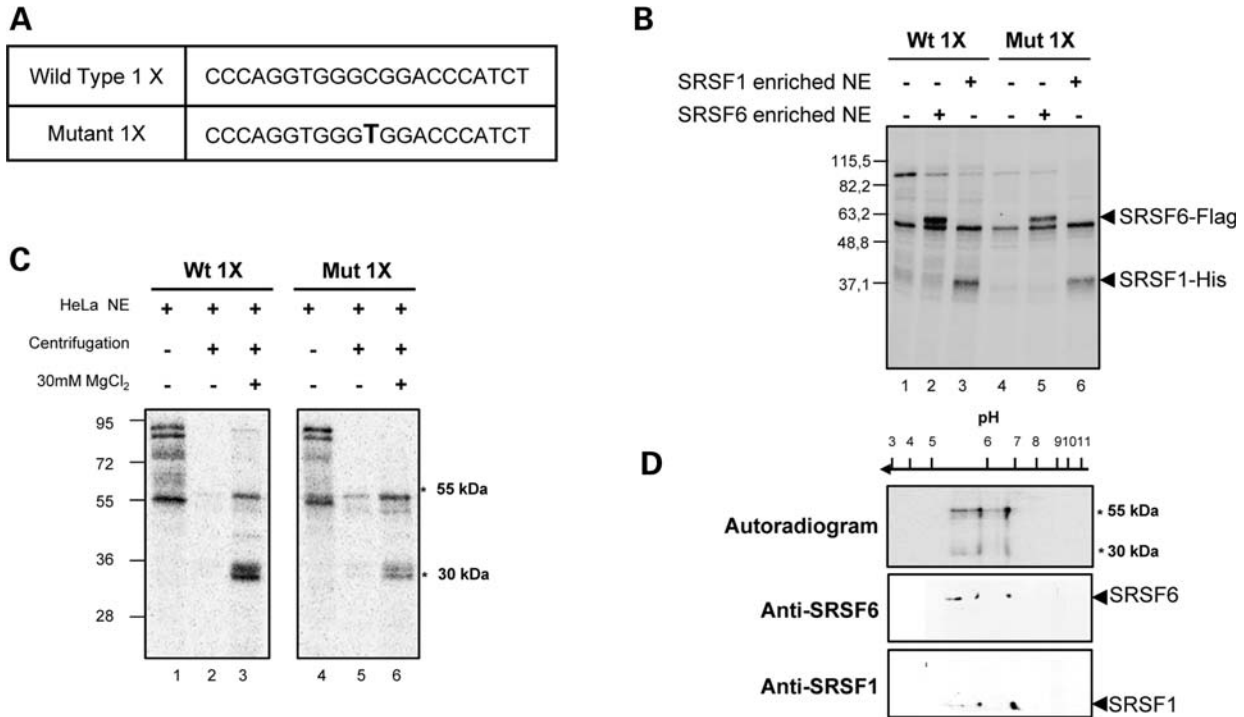 A
Wild Type 1 X CCCAGGTGGGCGGACCCATCT
Mutant 1X CCCAGGTGGGTGGACCCATCT
B
Wt 1X Mut 1X
SRSF1 enriched NE - - + - - +
SRSF6 enriched NE - + - - + -
115,5
82,2
63,2
48,8
37,1
SRSF6-Flag
SRSF1-His
1 2 3 4 5 6
C
Wt 1X Mut 1X
HeLa NE + + + + + +
Centrifugation - + + - + +
30mM MgCl2 - - + - - +
95
72
55
36
28
* 55 kDa
* 30 kDa
1 2 3 4 5 6
D
pH
3 4 5 6 7 8 9 10 11
Autoradiogram
* 55 kDa
* 30 kDa
Anti-SRSF6
SRSF6
Anti-SRSF1
SRSF1